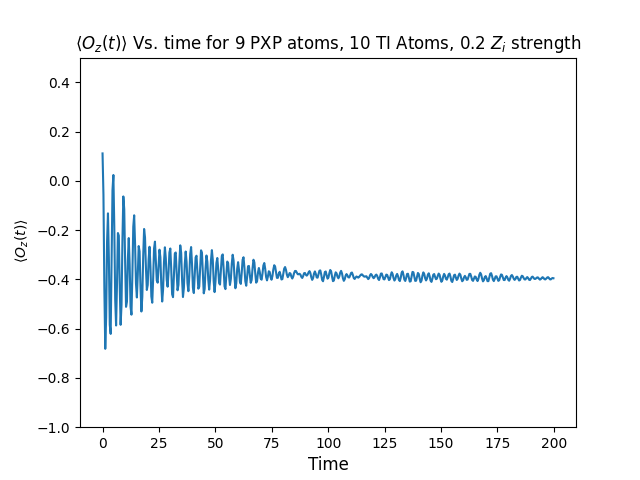 ⟨O_z(t)⟩ Vs. time for 9 PXP atoms, 10 TI Atoms, 0.2 Z_i strength
0.4
0.2
0.0
−0.2
−0.4
−0.6
−0.8
−1.0
⟨O_z(t)⟩
0 25 50 75 100 125 150 175 200
Time